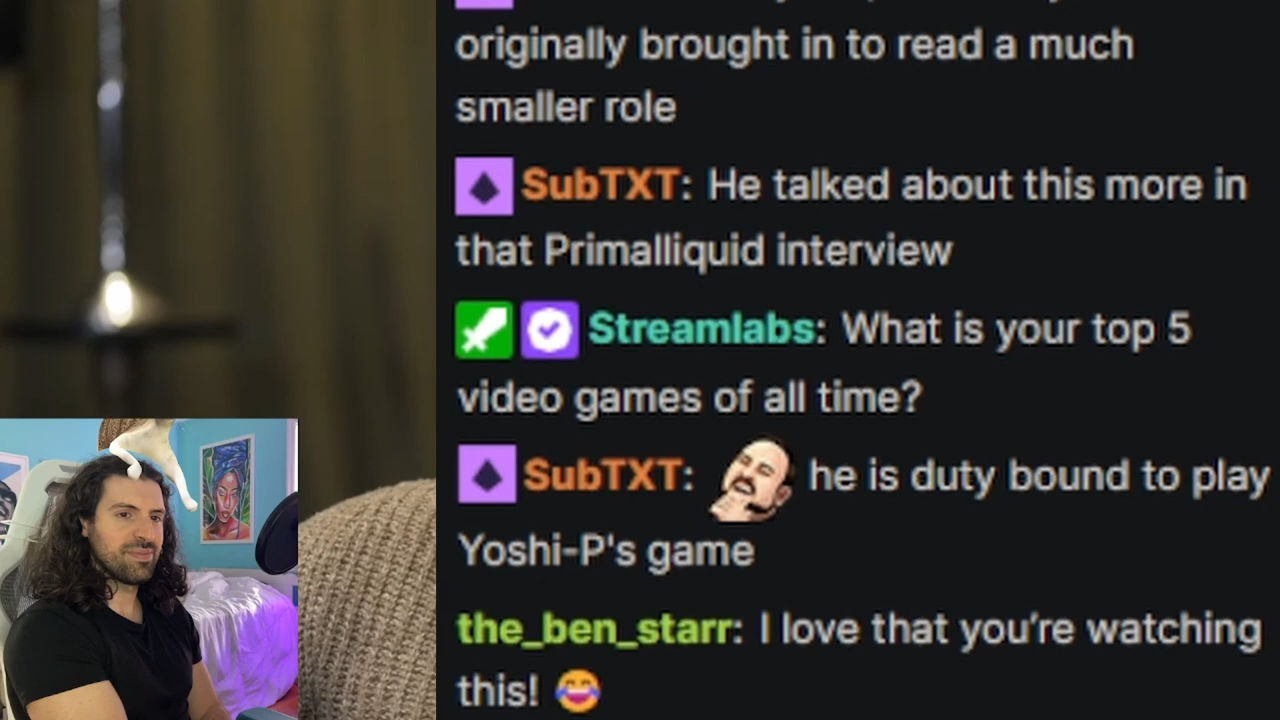 originally brought in to read a much
smaller role
SubTXT: He talked about this more in
that Primalliquid interview
Streamlabs: What is your top 5
video games of all time?
SubTXT: he is duty bound to play
Yoshi-P's game
the_ben_starr: I love that you’re watching
this! 😂